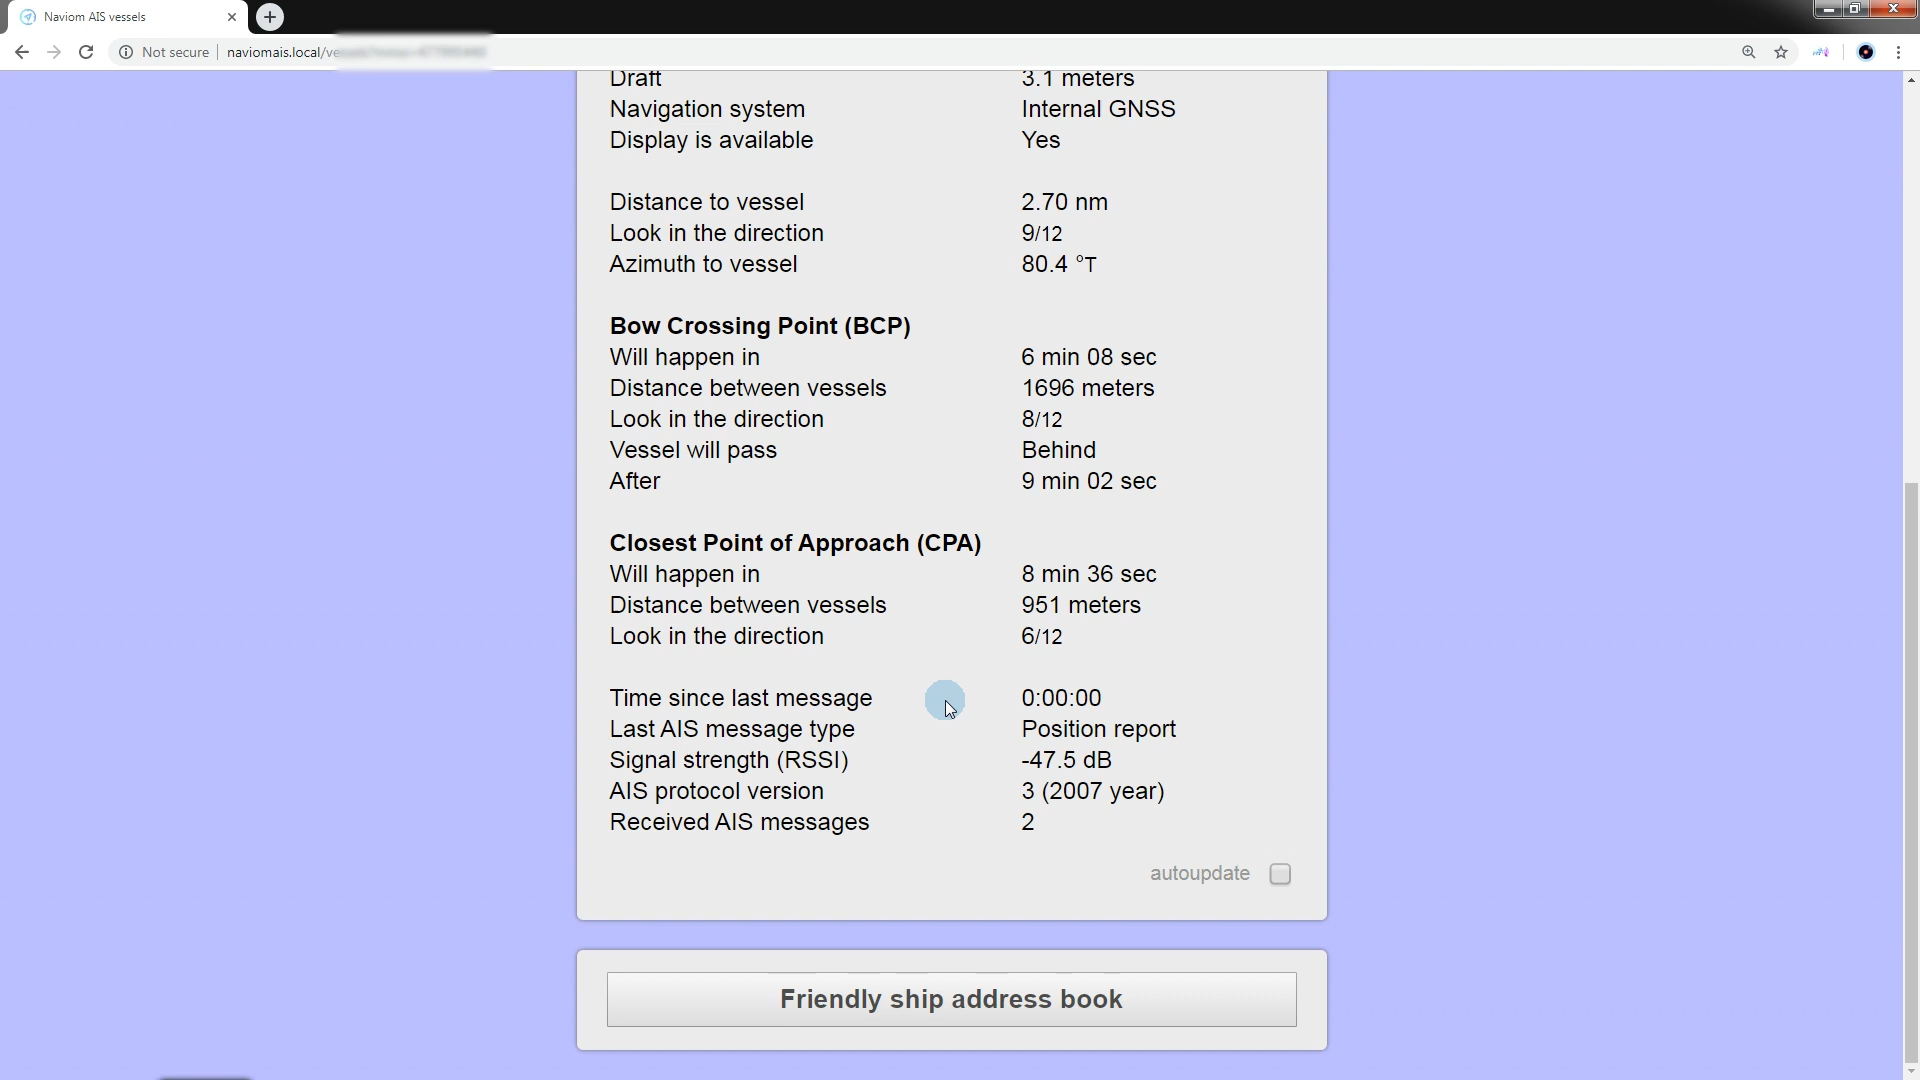 Naviom AIS vessels
Not secure | naviomais.local/ve
Draft 3.1 meters
Navigation system Internal GNSS
Display is available Yes
Distance to vessel 2.70 nm
Look in the direction 9/12
Azimuth to vessel 80.4 °T
Bow Crossing Point (BCP)
Will happen in 6 min 08 sec
Distance between vessels 1696 meters
Look in the direction 8/12
Vessel will pass Behind
After 9 min 02 sec
Closest Point of Approach (CPA)
Will happen in 8 min 36 sec
Distance between vessels 951 meters
Look in the direction 6/12
Time since last message 0:00:00
Last AIS message type Position report
Signal strength (RSSI) -47.5 dB
AIS protocol version 3 (2007 year)
Received AIS messages 2
autoupdate
Friendly ship address book